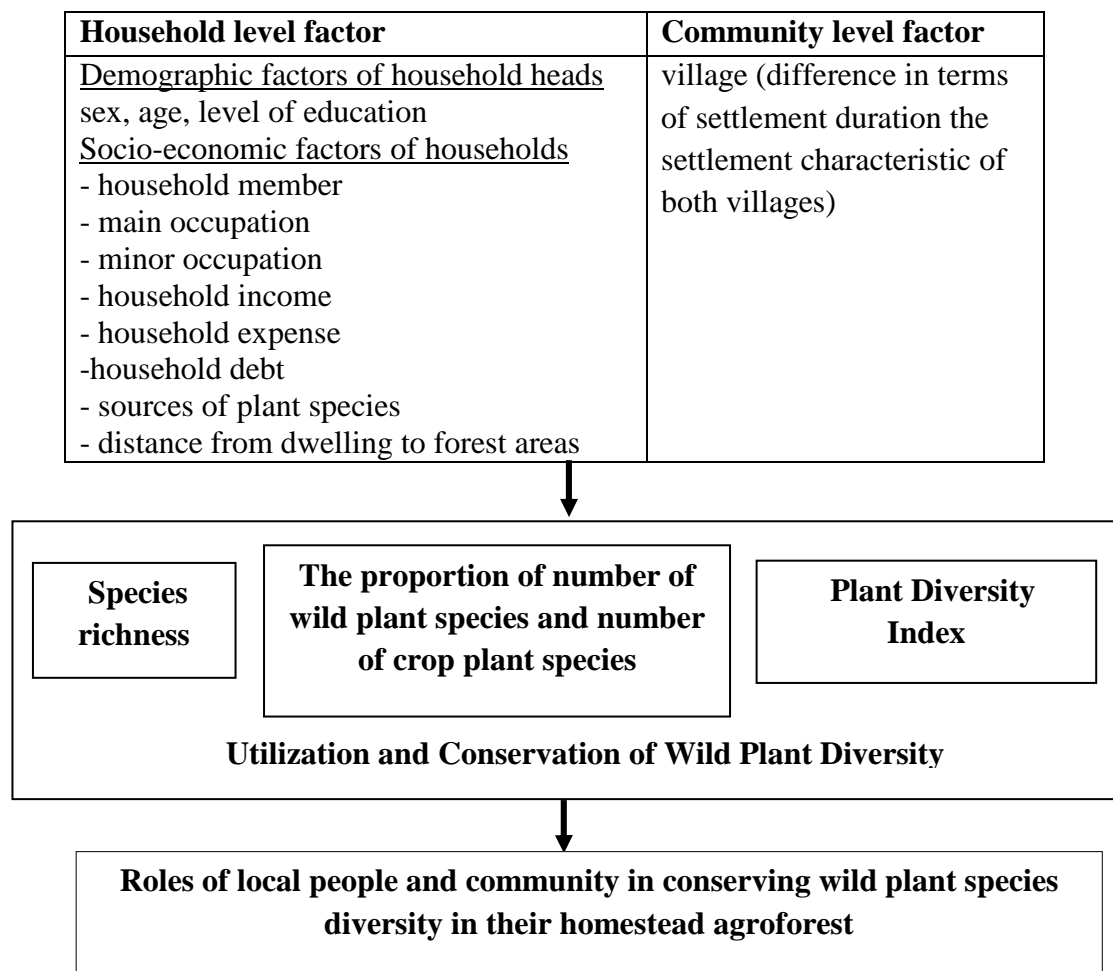 Household level factor
Community level factor
Demographic factors of household heads
sex, age, level of education
Socio-economic factors of households
- household member
- main occupation
- minor occupation
- household income
- household expense
-household debt
- sources of plant species
- distance from dwelling to forest areas
village (difference in terms
of settlement duration the
settlement characteristic of
both villages)
Species
richness
The proportion of number of
wild plant species and number
of crop plant species
Plant Diversity
Index
Utilization and Conservation of Wild Plant Diversity
Roles of local people and community in conserving wild plant species
diversity in their homestead agroforest